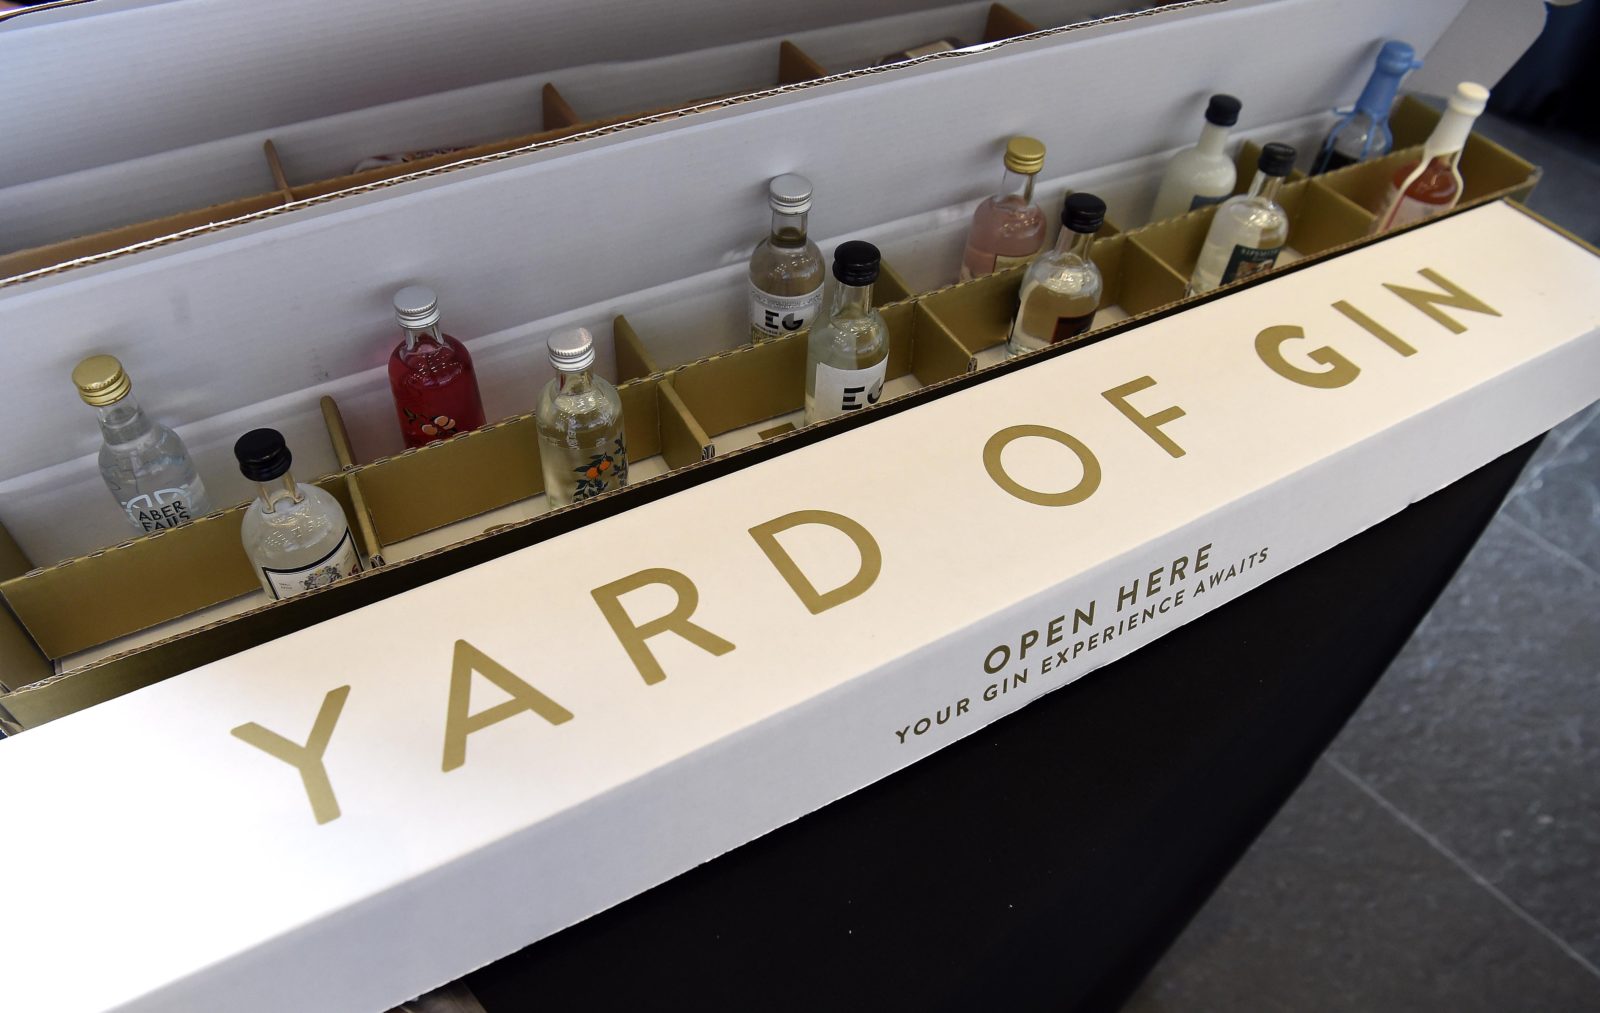 ABER
FALLS
EG
EG
YARD OF GIN
OPEN HERE
YOUR GIN EXPERIENCE AWAITS